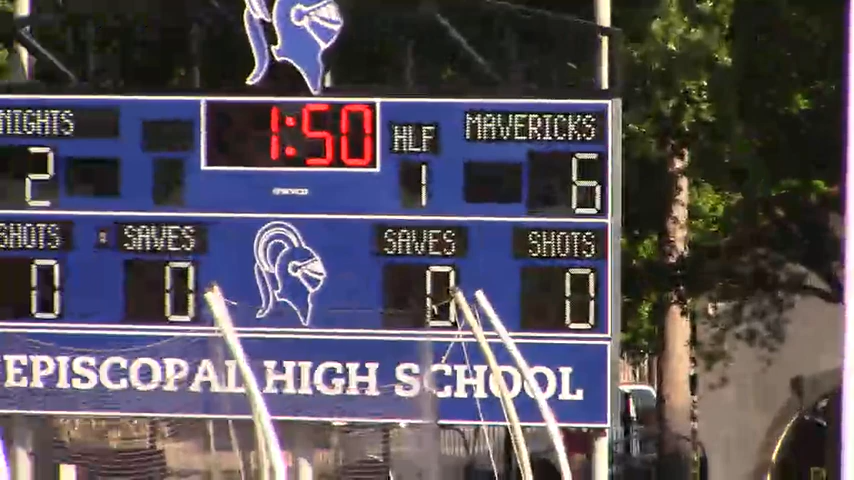 NIGHTS 1:50 HLF MAVERICKS
2 1 6
SHOTS SAVES SAVES SHOTS
0 0 0 0
EPISCOPAL HIGH SCHOOL